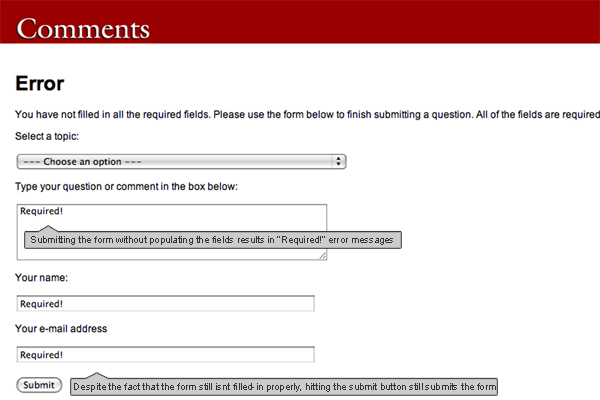 Comments
Error
You have not filled in all the required fields. Please use the form below to finish submitting a question. All of the fields are required
Select a topic:
--- Choose an option ---
Type your question or comment in the box below:
Required!
Submitting the form without populating the fields results in "Required!" error messages
Your name:
Required!
Your e-mail address
Required!
Submit
Despite the fact that the form still isnt filled-in properly, hitting the submit button still submits the form